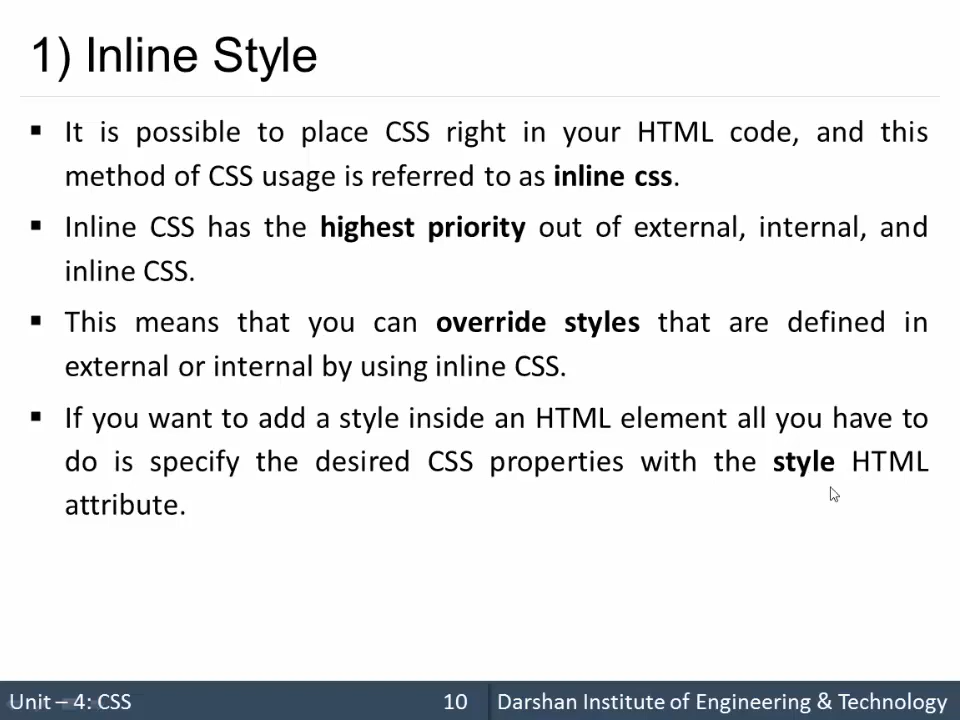 1) Inline Style
▪ It is possible to place CSS right in your HTML code, and this
method of CSS usage is referred to as inline css.
▪ Inline CSS has the highest priority out of external, internal, and
inline CSS.
▪ This means that you can override styles that are defined in
external or internal by using inline CSS.
▪ If you want to add a style inside an HTML element all you have to
do is specify the desired CSS properties with the style HTML
attribute.
Unit – 4: CSS 10 Darshan Institute of Engineering & Technology